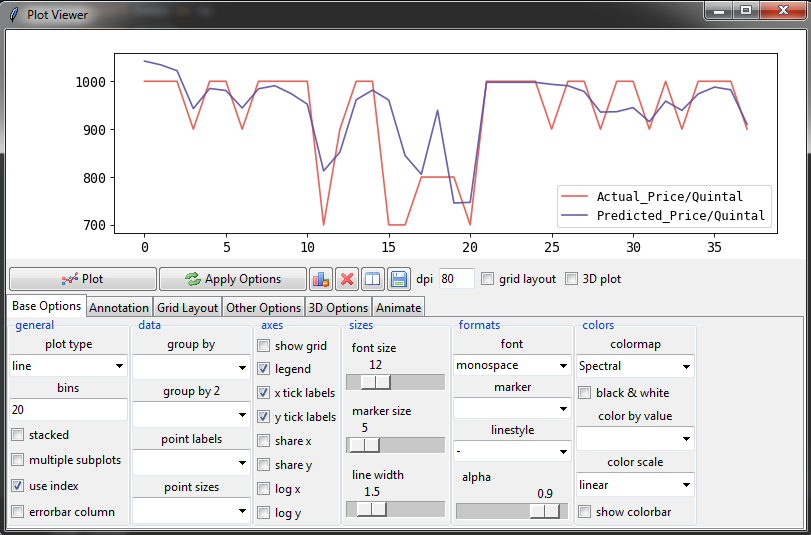 Plot Viewer
1000
900
800
700
Actual_Price/Quintal
Predicted_Price/Quintal
0 5 10 15 20 25 30 35
Plot Apply Options dpi 80 grid layout 3D plot
Base Options Annotation Grid Layout Other Options 3D Options Animate
general
plot type
line
bins
20
stacked
multiple subplots
use index
errorbar column
data
group by
group by 2
point labels
point sizes
axes
show grid
legend
x tick labels
y tick labels
share x
share y
log x
log y
sizes
font size
12
marker size
5
line width
1.5
formats
font
monospace
marker
linestyle
-
alpha
0.9
colors
colormap
Spectral
black & white
color by value
color scale
linear
show colorbar